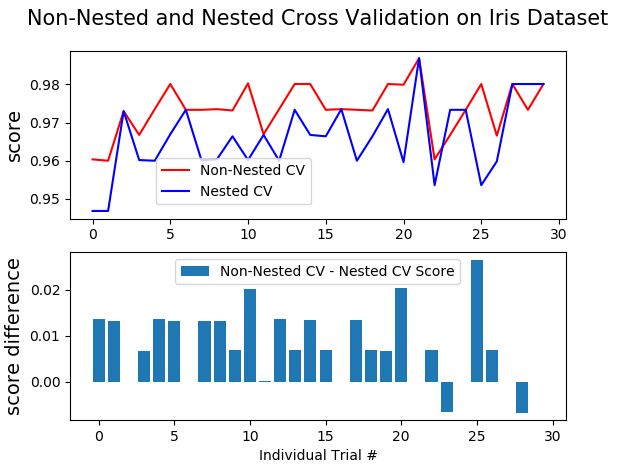 Non-Nested and Nested Cross Validation on Iris Dataset
score
0.98
0.97
0.96
0.95
Non-Nested CV
Nested CV
0 5 10 15 20 25 30
score difference
0.02
0.01
0.00
Non-Nested CV - Nested CV Score
0 5 10 15 20 25 30
Individual Trial #